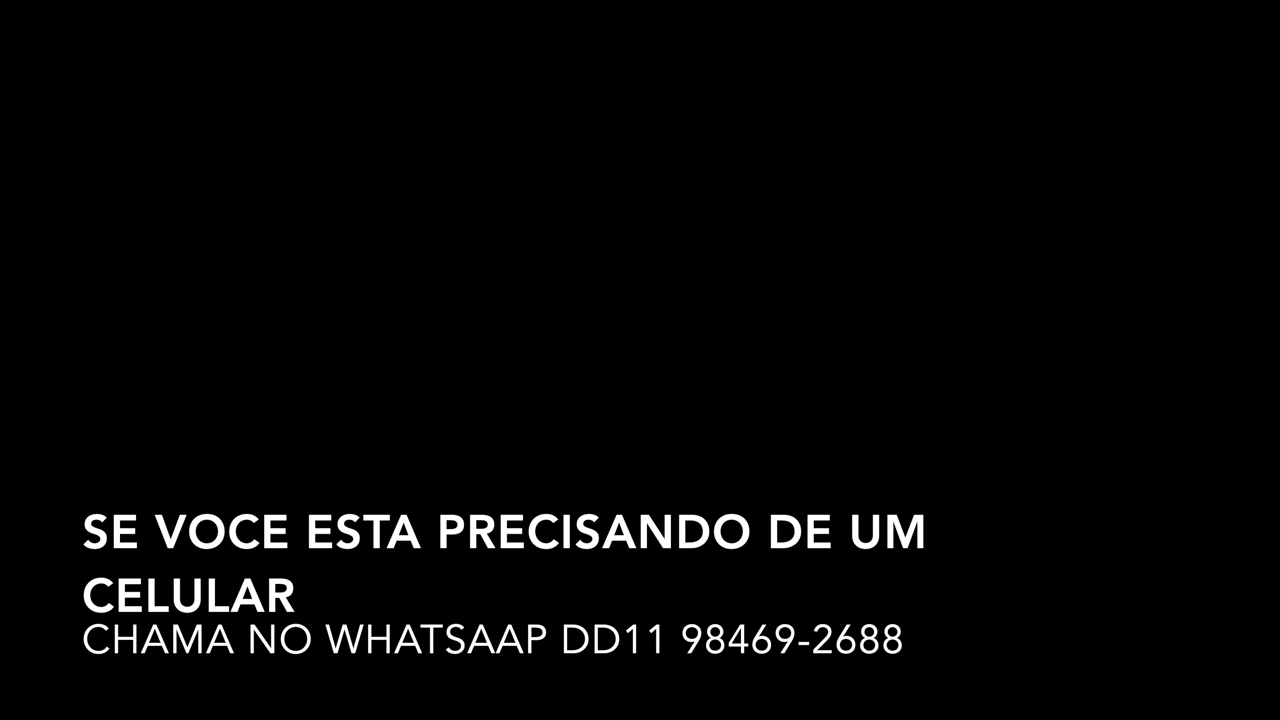 SE VOCE ESTA PRECISANDO DE UM
CELULAR
CHAMA NO WHATSAAP DD11 98469-2688